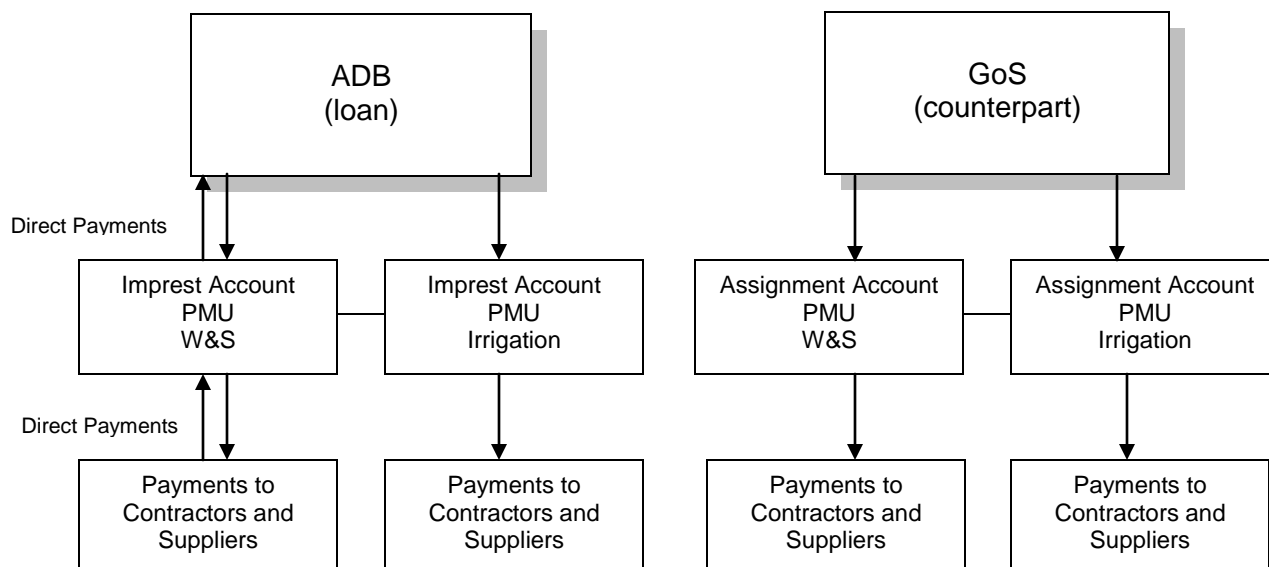 ADB
(loan)
GoS
(counterpart)
Direct Payments
Imprest Account
PMU
W&S
Imprest Account
PMU
Irrigation
Assignment Account
PMU
W&S
Assignment Account
PMU
Irrigation
Direct Payments
Payments to
Contractors and
Suppliers
Payments to
Contractors and
Suppliers
Payments to
Contractors and
Suppliers
Payments to
Contractors and
Suppliers